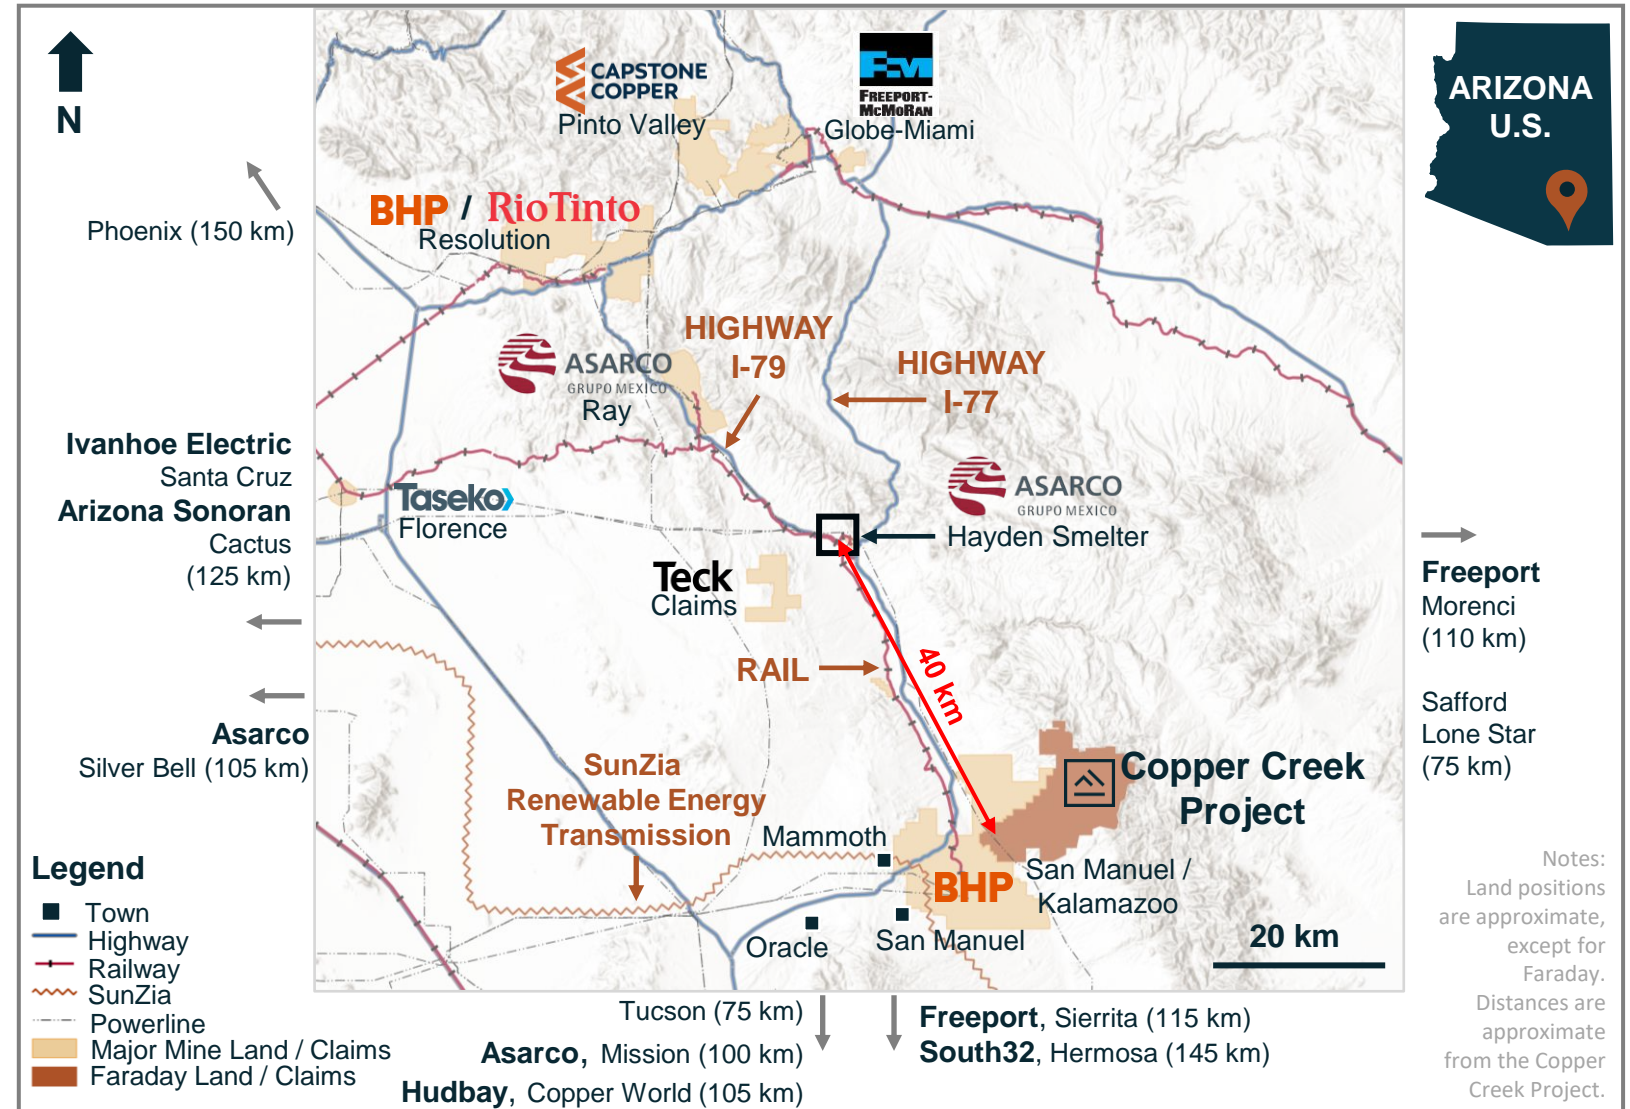 N
CAPSTONE
COPPER
Pinto Valley
FCX
FREEPORT-
MCMORAN
Globe-Miami
ARIZONA
U.S.
Phoenix (150 km)
BHP / RioTinto
Resolution
HIGHWAY
I-79
HIGHWAY
I-77
ASARCO
GRUPO MEXICO
Ray
Ivanhoe Electric
Santa Cruz
Arizona Sonoran
Cactus
(125 km)
Taseko
Florence
ASARCO
GRUPO MEXICO
Hayden Smelter
Teck
Claims
Freeport
Morenci
(110 km)
Safford
Lone Star
(75 km)
RAIL
40 km
Asarco
Silver Bell (105 km)
SunZia
Renewable Energy
Transmission
Copper Creek
Project
Mammoth
BHP
San Manuel /
Kalamazoo
Oracle
San Manuel
20 km
Legend
Town
Highway
Railway
SunZia
Powerline
Major Mine Land / Claims
Faraday Land / Claims
Tucson (75 km)
Asarco, Mission (100 km)
Hudbay, Copper World (105 km)
Freeport, Sierrita (115 km)
South32, Hermosa (145 km)
Notes:
Land positions
are approximate,
except for
Faraday.
Distances are
approximate
from the Copper
Creek Project.